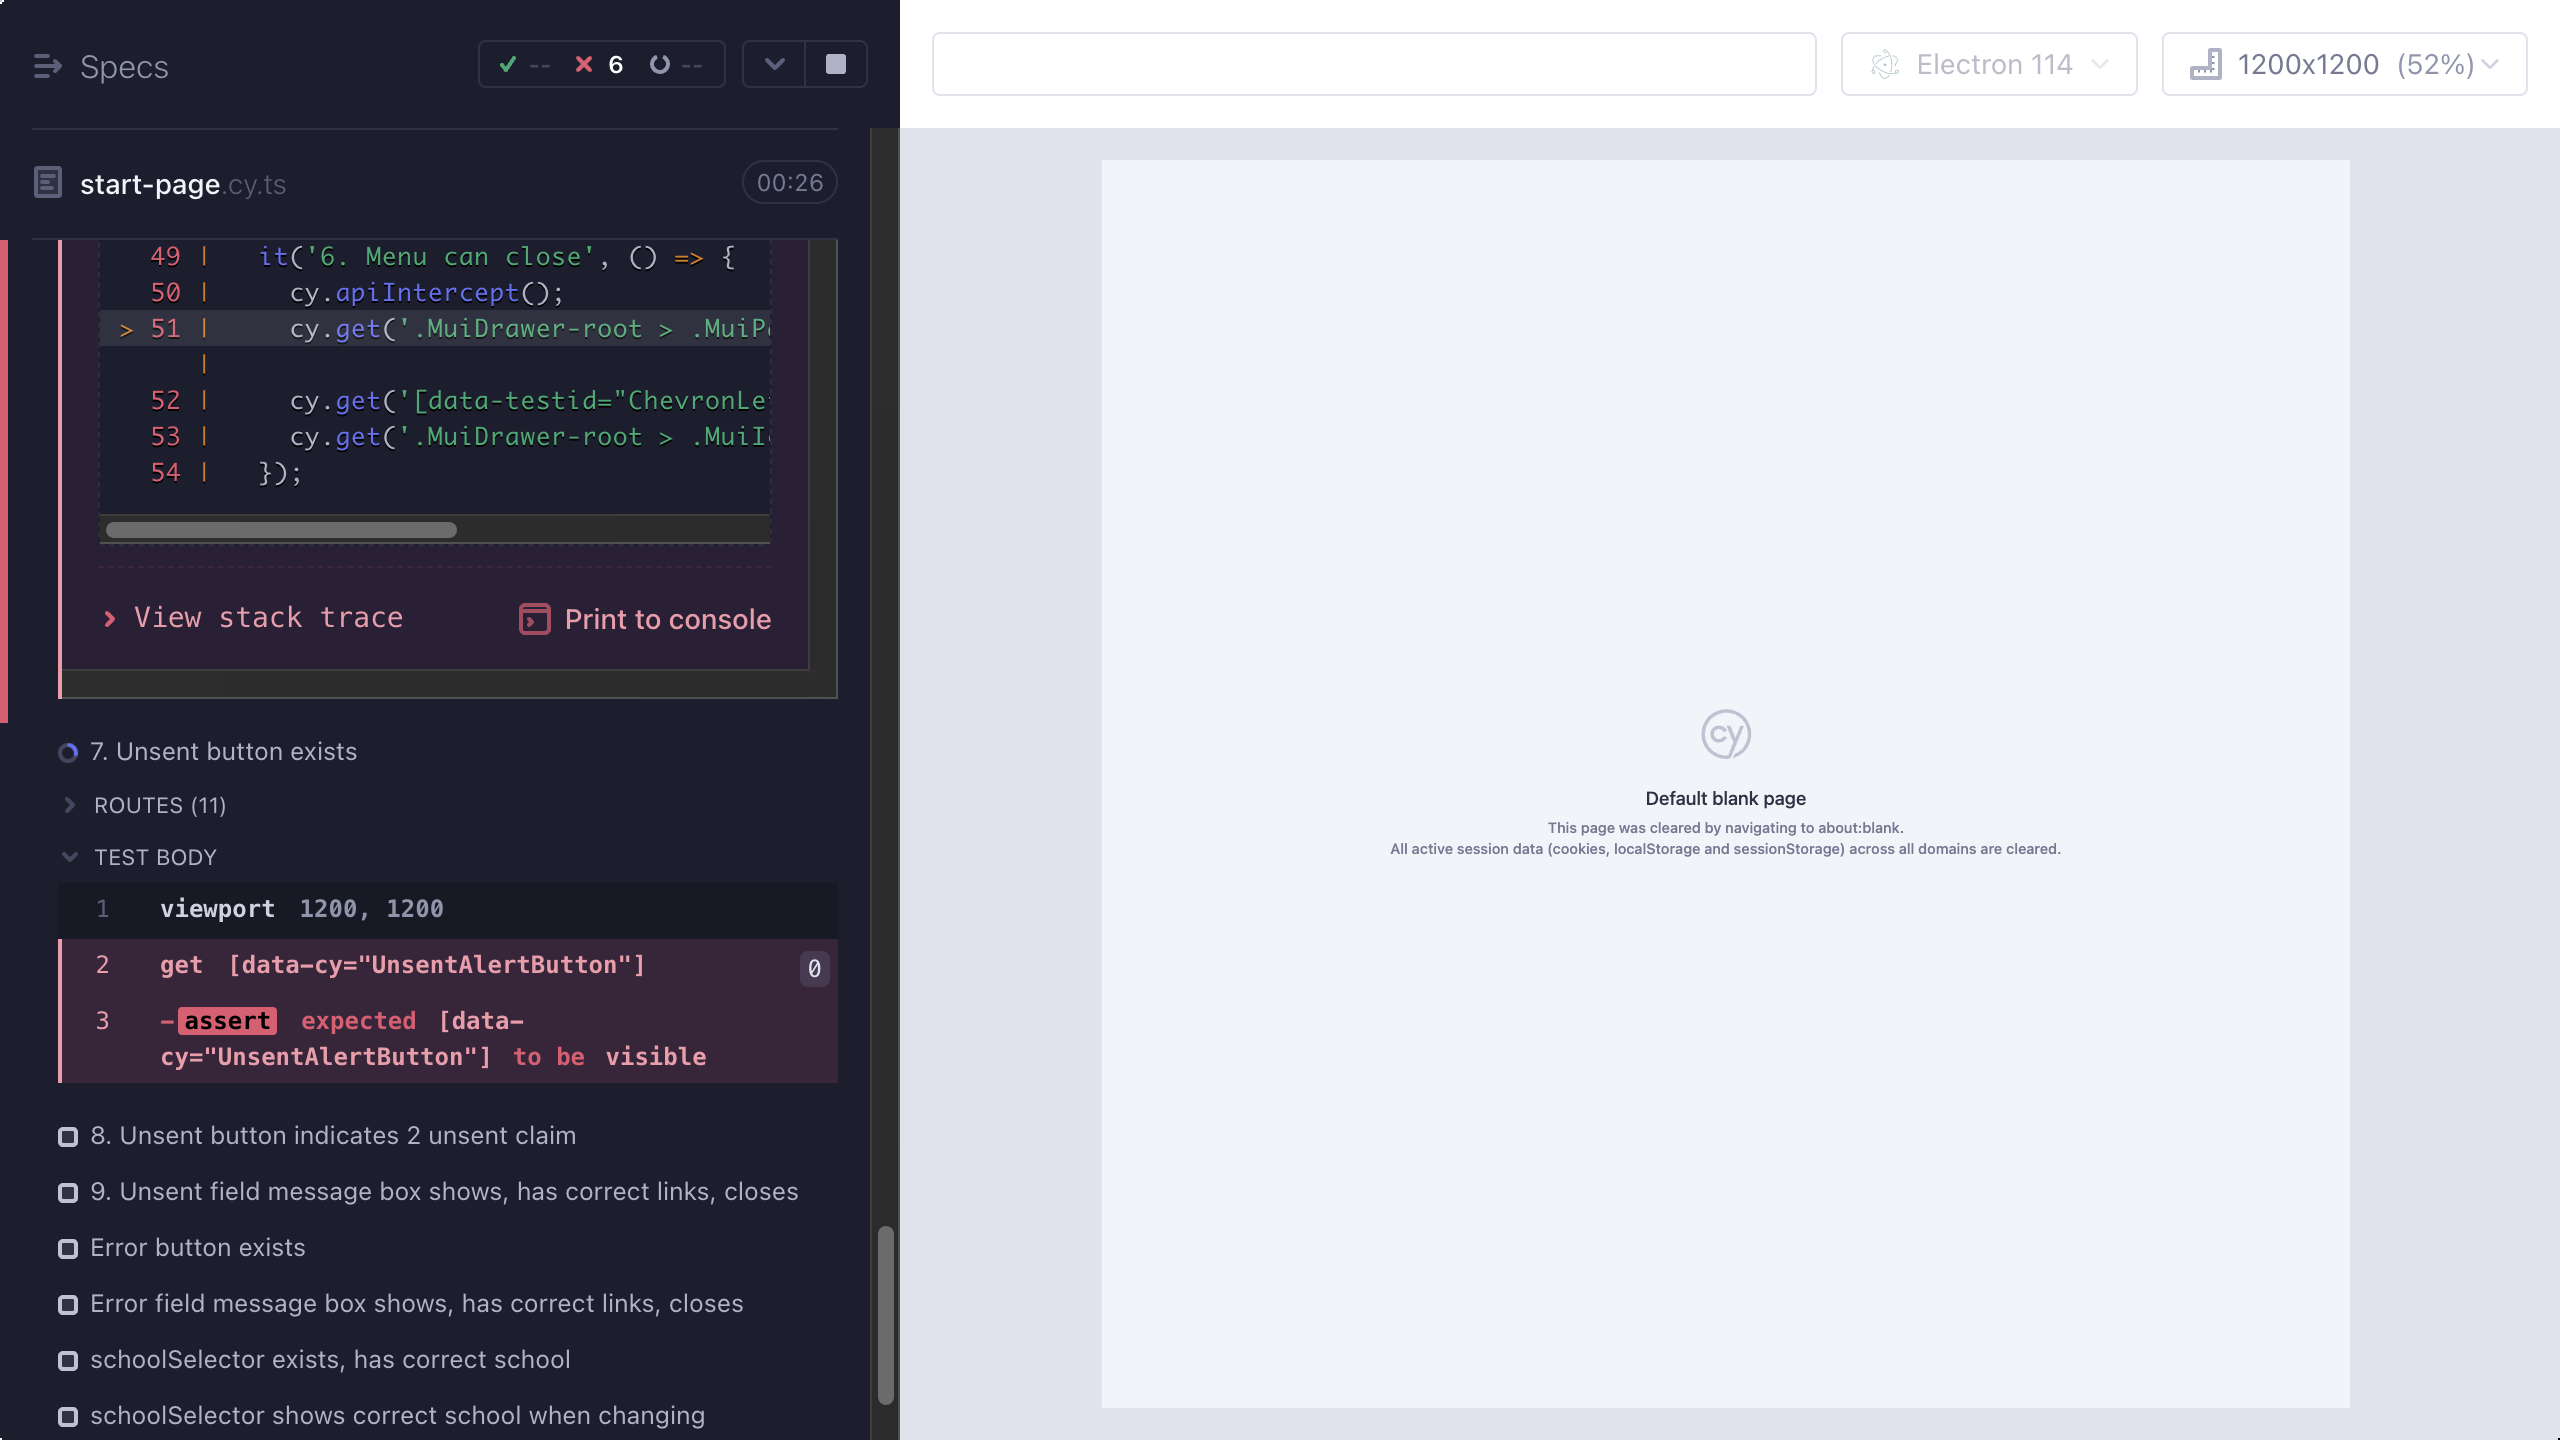 Specs
-- 6 --
Electron 114
1200x1200 (52%)
start-page.cy.ts
00:26
49 | it('6. Menu can close', () => {
50 | cy.apiIntercept();
> 51 | cy.get('.MuiDrawer-root > .MuiP
|
52 | cy.get('[data-testid="ChevronLe
53 | cy.get('.MuiDrawer-root > .MuiI
54 | });
View stack trace
Print to console
7. Unsent button exists
ROUTES (11)
TEST BODY
1 viewport 1200, 1200
2 get [data-cy="UnsentAlertButton"] 0
3 -assert expected [data-
cy="UnsentAlertButton"] to be visible
8. Unsent button indicates 2 unsent claim
9. Unsent field message box shows, has correct links, closes
Error button exists
Error field message box shows, has correct links, closes
schoolSelector exists, has correct school
schoolSelector shows correct school when changing
cy
Default blank page
This page was cleared by navigating to about:blank.
All active session data (cookies, localStorage and sessionStorage) across all domains are cleared.